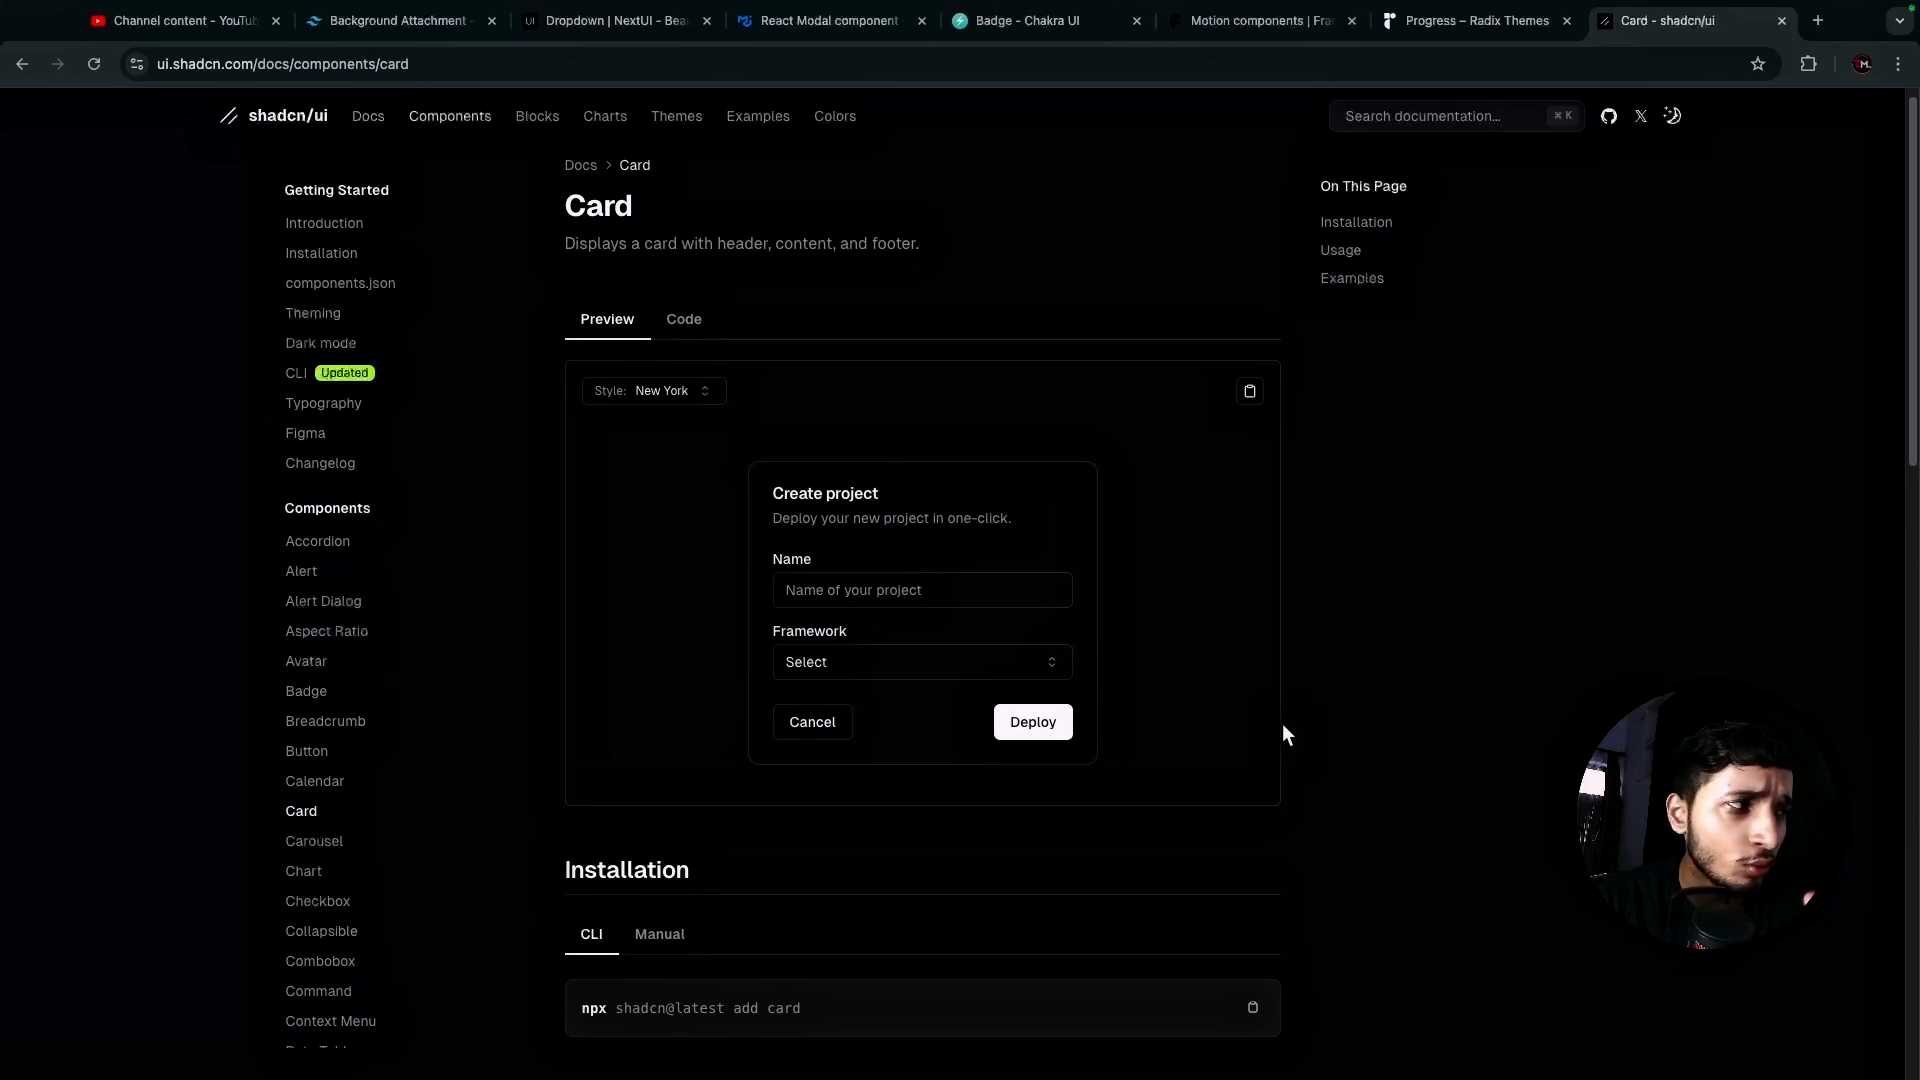 Channel content - YouTub
Background Attachment -
Dropdown | NextUI - Bea
React Modal component
Badge - Chakra UI
Motion components | Fra
Progress – Radix Themes
Card - shadcn/ui
ui.shadcn.com/docs/components/card
shadcn/ui
Docs
Components
Blocks
Charts
Themes
Examples
Colors
Search documentation...
⌘ K
Getting Started
Introduction
Installation
components.json
Theming
Dark mode
CLI Updated
Typography
Figma
Changelog
Components
Accordion
Alert
Alert Dialog
Aspect Ratio
Avatar
Badge
Breadcrumb
Button
Calendar
Card
Carousel
Chart
Checkbox
Collapsible
Combobox
Command
Context Menu
Docs > Card
Card
Displays a card with header, content, and footer.
Preview
Code
Style: New York
Create project
Deploy your new project in one-click.
Name
Name of your project
Framework
Select
Cancel
Deploy
Installation
CLI
Manual
npx shadcn@latest add card
On This Page
Installation
Usage
Examples